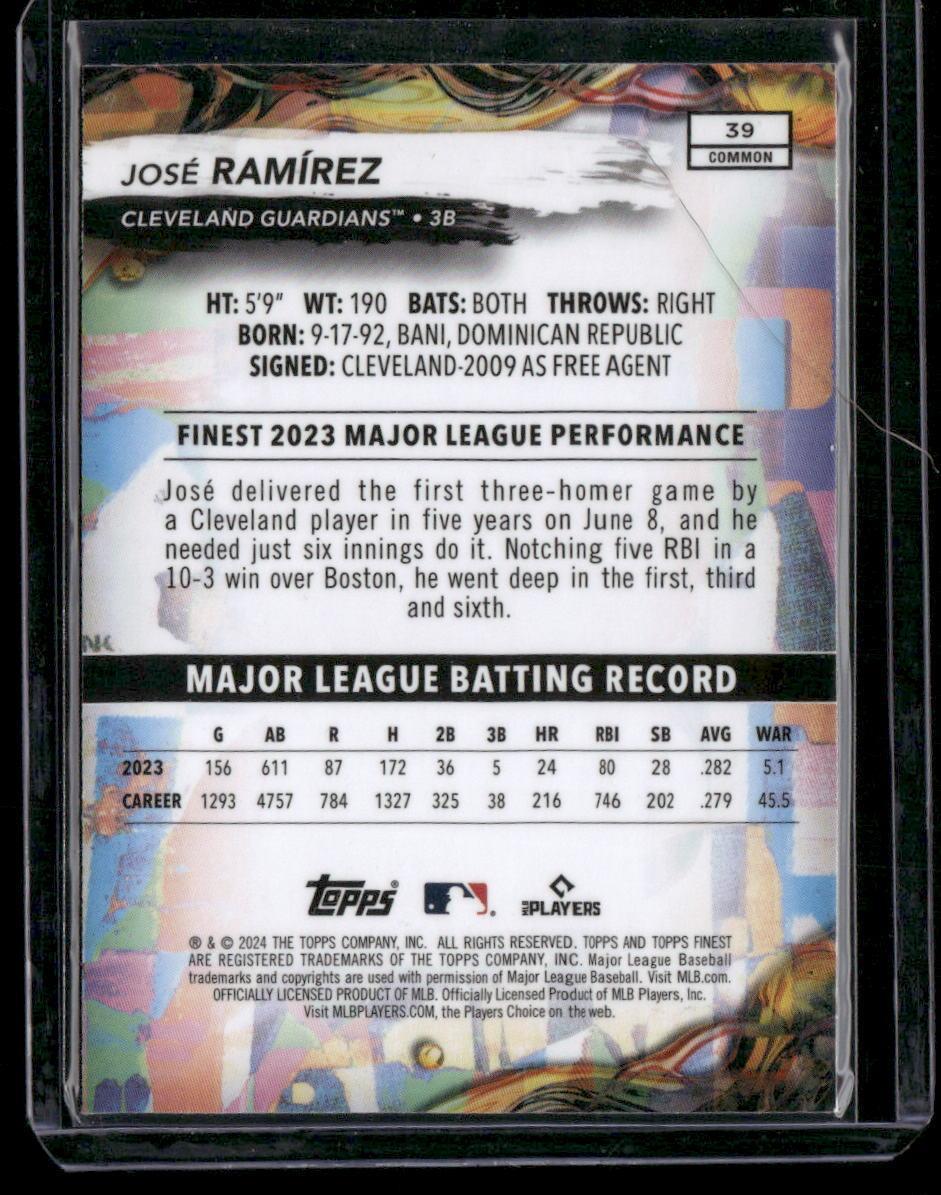 39
COMMON
JOSÉ RAMÍREZ
CLEVELAND GUARDIANS™ • 3B
HT: 5'9" WT: 190 BATS: BOTH THROWS: RIGHT
BORN: 9-17-92, BANI, DOMINICAN REPUBLIC
SIGNED: CLEVELAND-2009 AS FREE AGENT
FINEST 2023 MAJOR LEAGUE PERFORMANCE
José delivered the first three-homer game by
a Cleveland player in five years on June 8, and he
needed just six innings do it. Notching five RBI in a
10-3 win over Boston, he went deep in the first, third
and sixth.
NK
MAJOR LEAGUE BATTING RECORD
G AB R H 2B 3B HR RBI SB AVG WAR
2023 156 611 87 172 36 5 24 80 28 .282 5.1
CAREER 1293 4757 784 1327 325 38 216 746 202 .279 45.5
Topps®
MLB PLAYERS
® & © 2024 THE TOPPS COMPANY, INC. ALL RIGHTS RESERVED. TOPPS AND TOPPS FINEST
ARE REGISTERED TRADEMARKS OF THE TOPPS COMPANY, INC. Major League Baseball
trademarks and copyrights are used with permission of Major League Baseball. Visit MLB.com.
OFFICIALLY LICENSED PRODUCT OF MLB. Officially Licensed Product of MLB Players, Inc.
Visit MLBPLAYERS.COM, the Players Choice on the web.